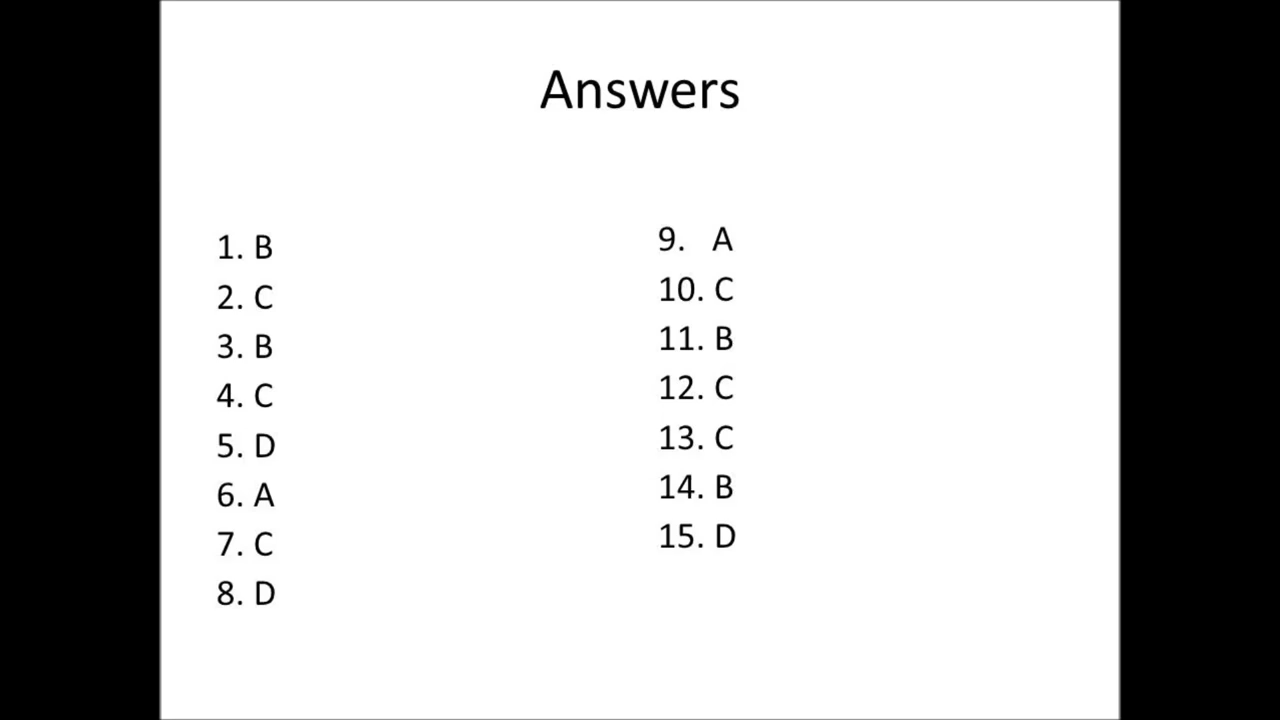 Answers
1. B
2. C
3. B
4. C
5. D
6. A
7. C
8. D
9. A
10. C
11. B
12. C
13. C
14. B
15. D